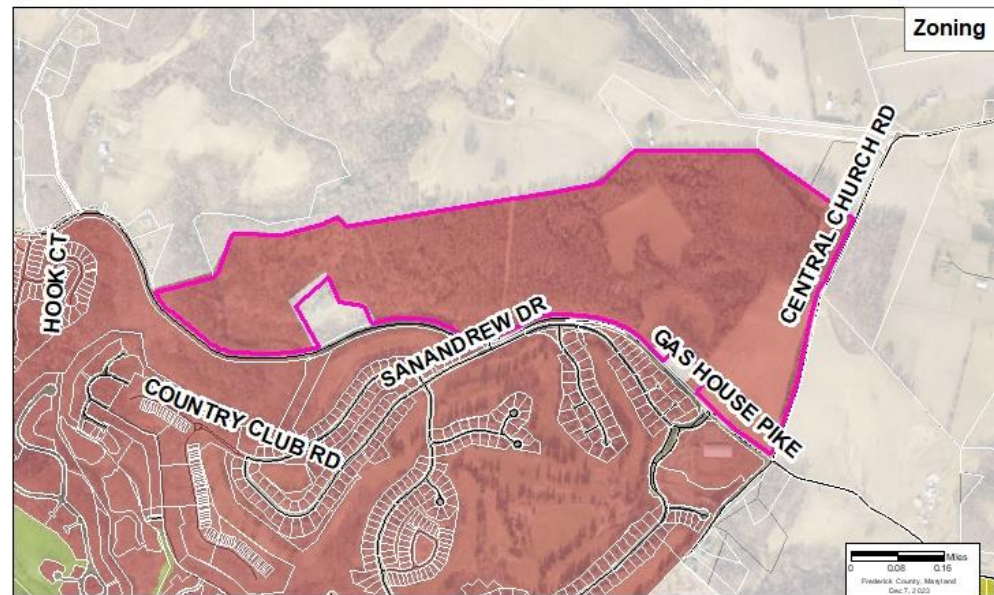 Zoning
CENTRAL CHURCH RD
HOOK CT
SANANDREW DR
GAS HOUSE PIKE
COUNTRY CLUB RD
Miles
0 0.08 0.16
Frederick County, Maryland
Dec 7, 2023